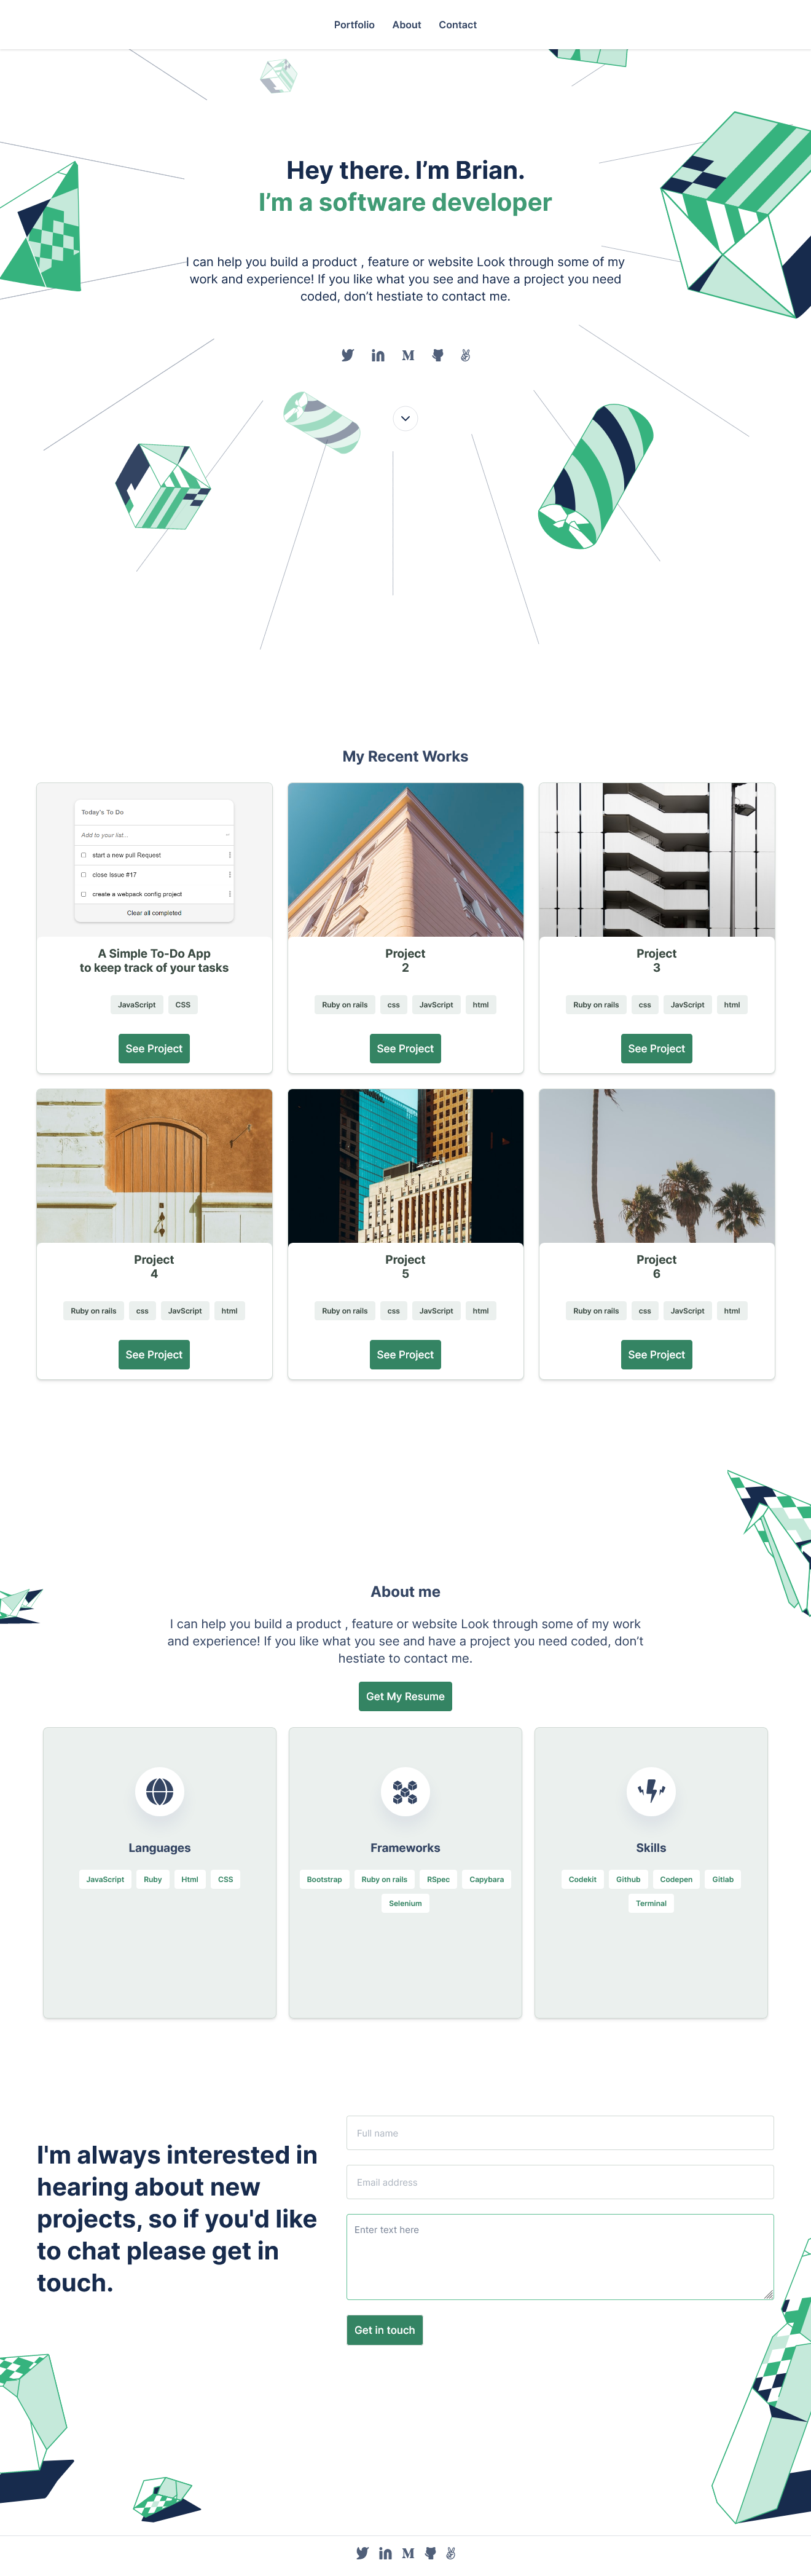 Portfolio About Contact
Hey there. I’m Brian.
I’m a software developer
I can help you build a product , feature or website Look through some of my
work and experience! If you like what you see and have a project you need
coded, don’t hestiate to contact me.
My Recent Works
Today's To Do
Add to your list...
start a new pull Request
close issue #17
create a webpack config project
Clear all completed
A Simple To-Do App
to keep track of your tasks
JavaScript CSS
See Project
Project
2
Ruby on rails css JavScript html
See Project
Project
3
Ruby on rails css JavScript html
See Project
Project
4
Ruby on rails css JavScript html
See Project
Project
5
Ruby on rails css JavScript html
See Project
Project
6
Ruby on rails css JavScript html
See Project
About me
I can help you build a product , feature or website Look through some of my work
and experience! If you like what you see and have a project you need coded, don’t
hestiate to contact me.
Get My Resume
Languages
JavaScript Ruby Html CSS
Frameworks
Bootstrap Ruby on rails RSpec Capybara
Selenium
Skills
Codekit Github Codepen Gitlab
Terminal
I'm always interested in
hearing about new
projects, so if you'd like
to chat please get in
touch.
Full name
Email address
Enter text here
Get in touch